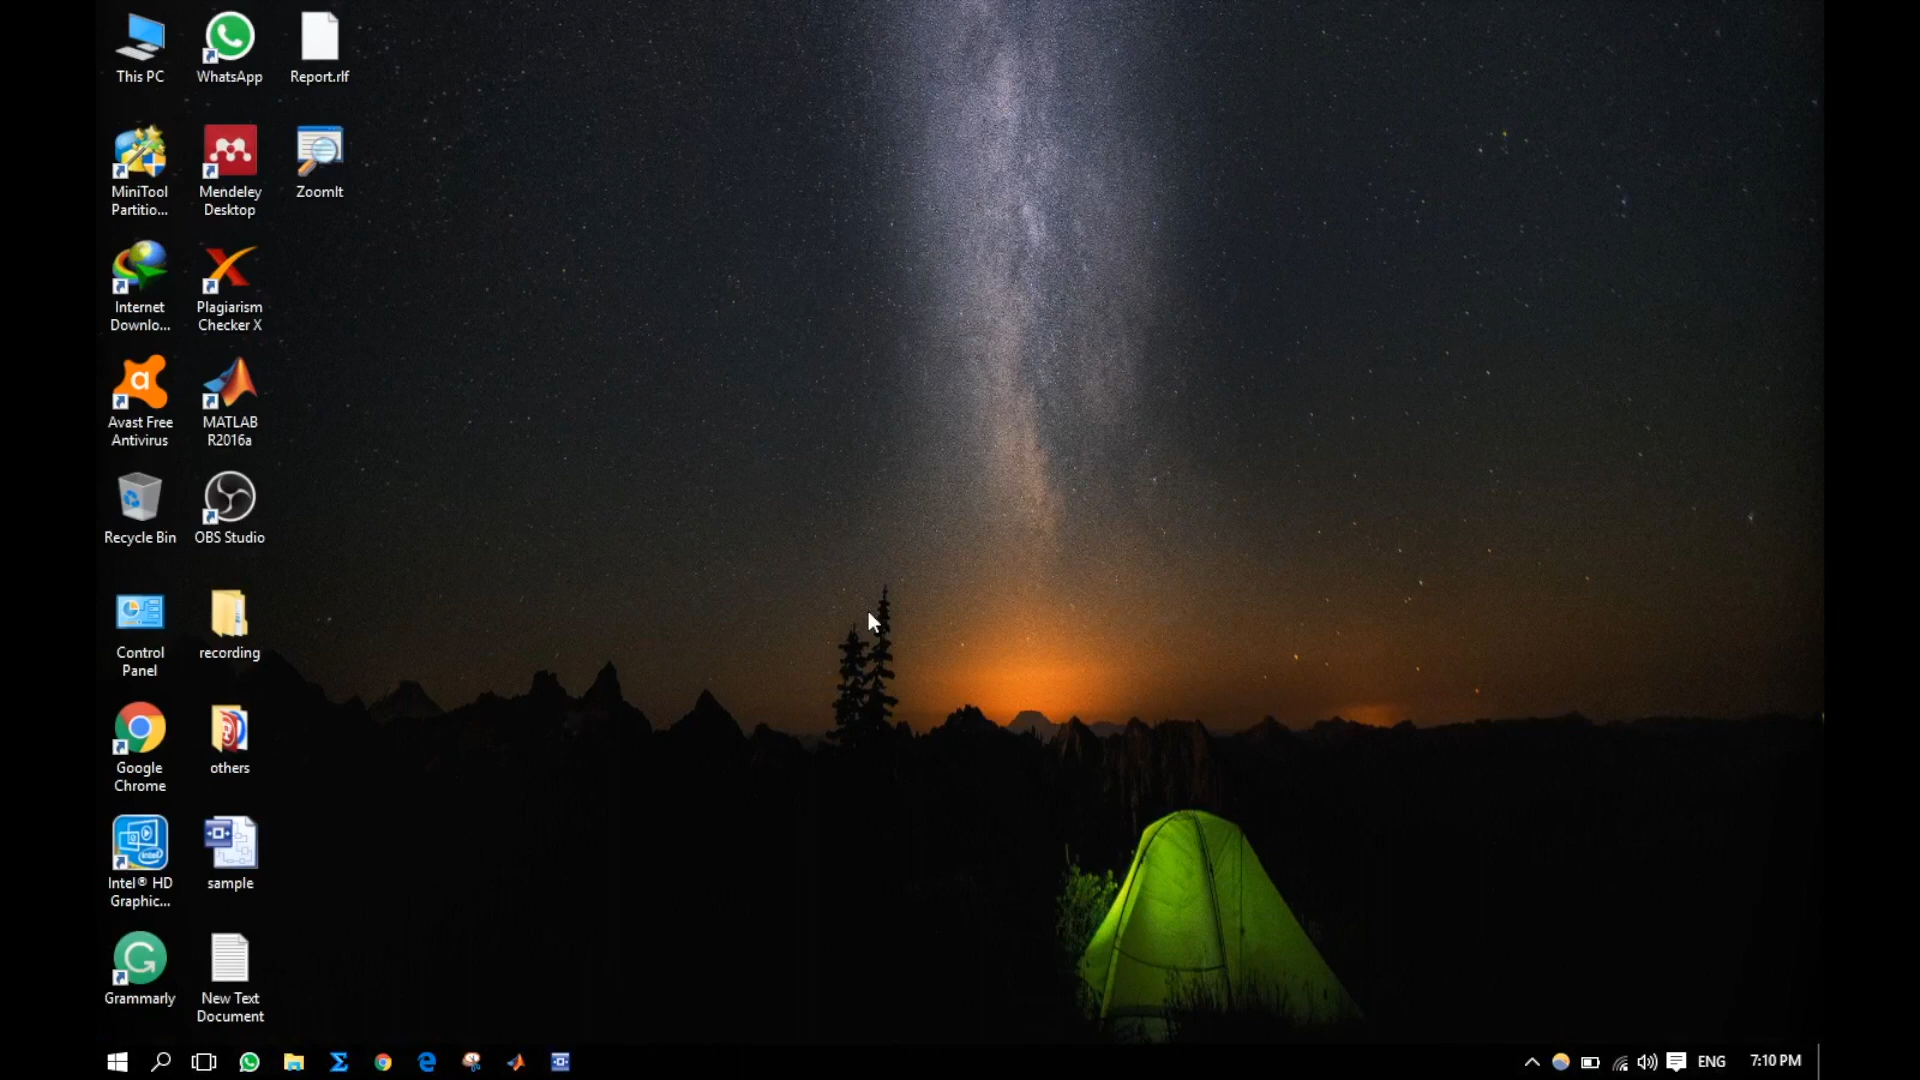 This PC
WhatsApp
Report.rlf
MiniTool
Partitio...
Mendeley
Desktop
ZoomIt
Internet
Downlo...
Plagiarism
Checker X
Avast Free
Antivirus
MATLAB
R2016a
Recycle Bin
OBS Studio
Control
Panel
recording
Google
Chrome
others
Intel® HD
Graphic...
sample
Grammarly
New Text
Document
ENG
7:10 PM